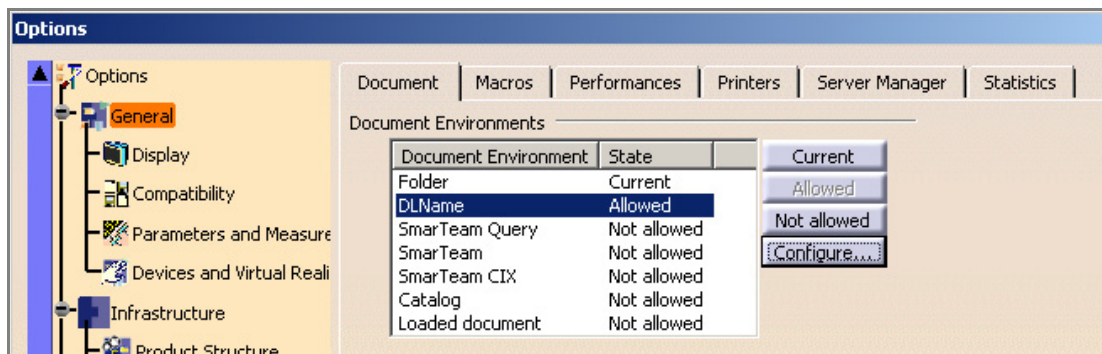 Options
Options
General
Display
Compatibility
Parameters and Measure
Devices and Virtual Reali
Infrastructure
Product Structure
Document Macros Performances Printers Server Manager Statistics
Document Environments
Document Environment State
Folder Current
DLName Allowed
SmarTeam Query Not allowed
SmarTeam Not allowed
SmarTeam CIX Not allowed
Catalog Not allowed
Loaded document Not allowed
Current
Allowed
Not allowed
Configure...